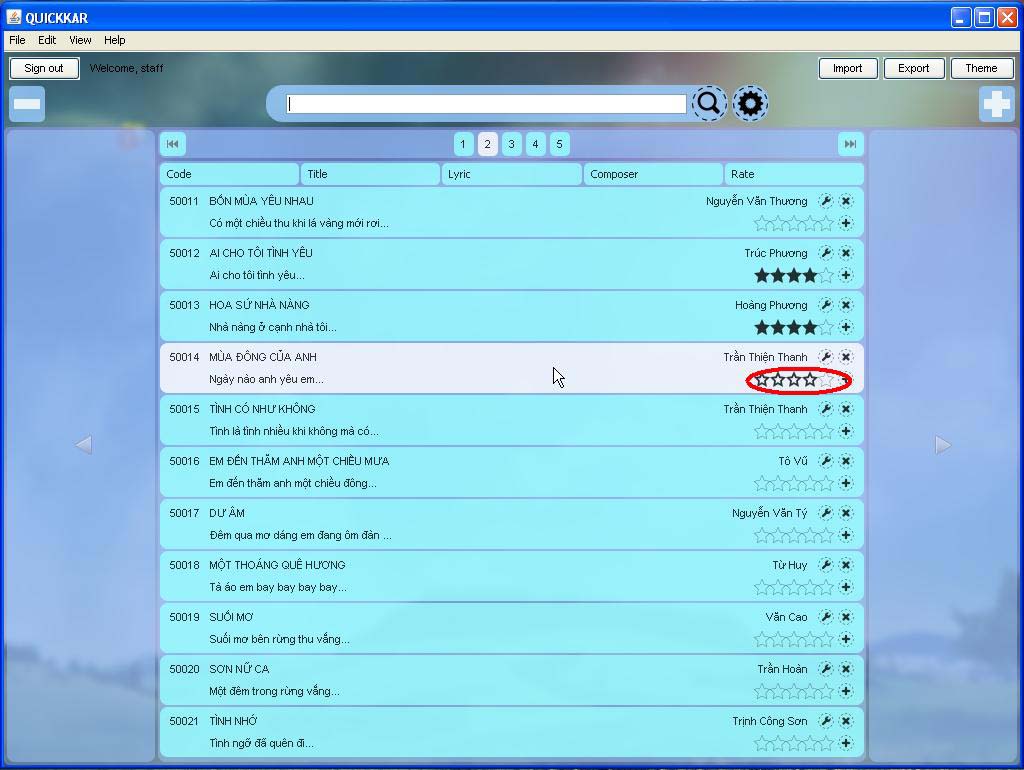 QUICKKAR
File Edit View Help
Sign out Welcome, staff Import Export Theme
1 2 3 4 5
Code Title Lyric Composer Rate
50011 BỐN MÙA YÊU NHAU Nguyễn Văn Thương
Có một chiều thu khi lá vàng mới rơi...
50012 AI CHO TÔI TÌNH YÊU Trúc Phương
Ai cho tôi tình yêu...
50013 HOA SỨ NHÀ NÀNG Hoàng Phương
Nhà nàng ở cạnh nhà tôi...
50014 MÙA ĐÔNG CỦA ANH Trần Thiện Thanh
Ngày nào anh yêu em...
50015 TÌNH CÓ NHƯ KHÔNG Trần Thiện Thanh
Tình là tình nhiều khi không mà có...
50016 EM ĐẾN THĂM ANH MỘT CHIỀU MƯA Tô Vũ
Em đến thăm anh một chiều đông...
50017 DƯ ÂM Nguyễn Văn Tý
Đêm qua mơ dáng em đang ôm đàn ...
50018 MỘT THOÁNG QUÊ HƯƠNG Từ Huy
Tà áo em bay bay bay bay...
50019 SUỐI MƠ Văn Cao
Suối mơ bên rừng thu vắng...
50020 SƠN NỮ CA Trần Hoàn
Một đêm trong rừng vắng...
50021 TÌNH NHỚ Trịnh Công Sơn
Tình ngỡ đã quên đi...